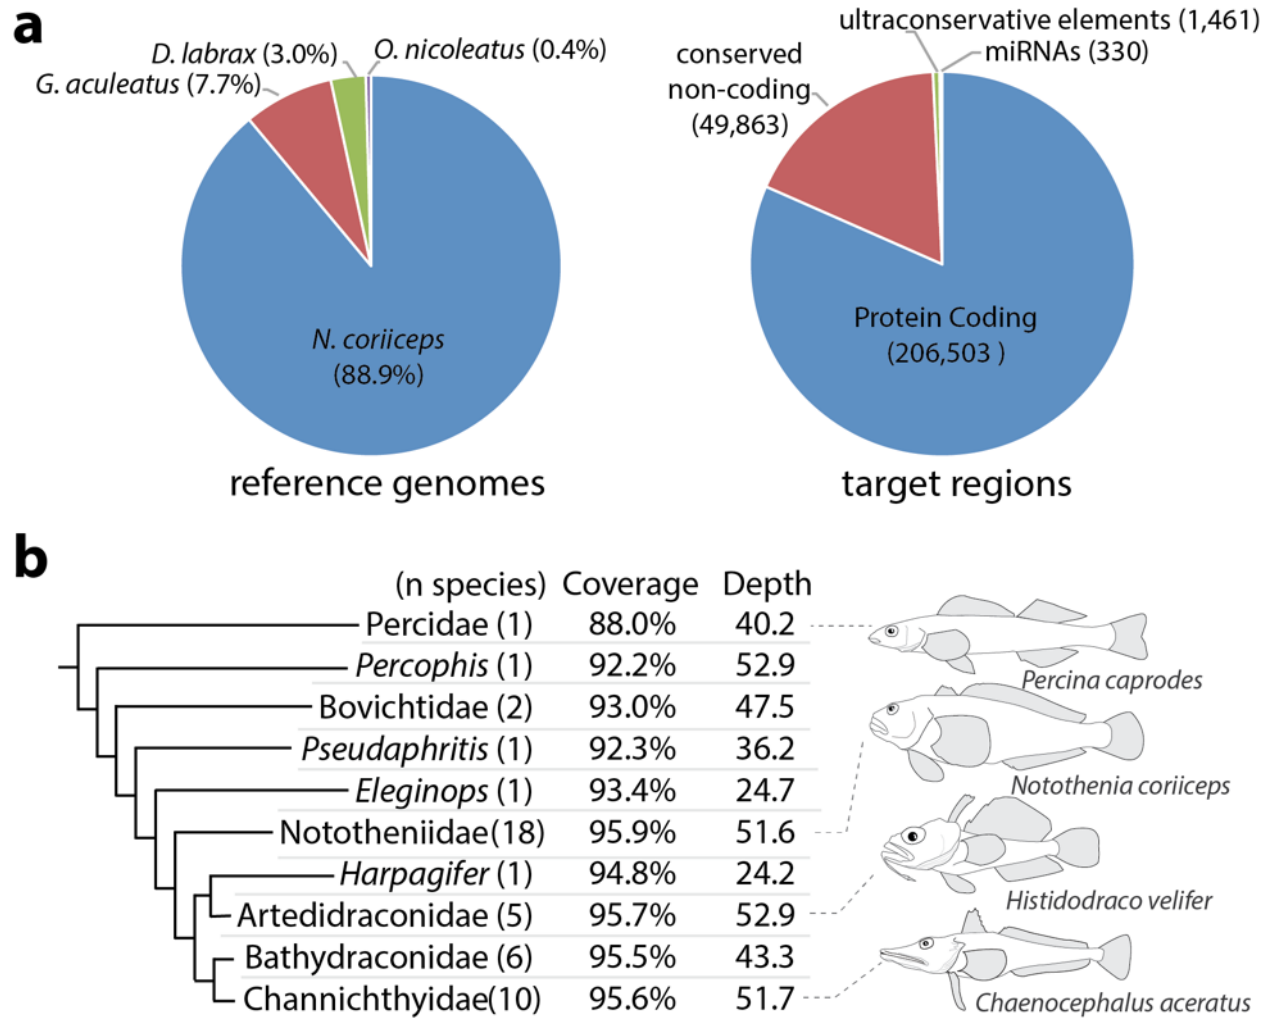 a
D. labrax (3.0%)
O. nicoleatus (0.4%)
G. aculeatus (7.7%)
N. coriiceps
(88.9%)
reference genomes
ultraconservative elements (1,461)
miRNAs (330)
conserved
non-coding
(49,863)
Protein Coding
(206,503 )
target regions
b
(n species) Coverage Depth
Percidae (1) 88.0% 40.2
Percophis (1) 92.2% 52.9
Bovichtidae (2) 93.0% 47.5
Pseudaphritis (1) 92.3% 36.2
Eleginops (1) 93.4% 24.7
Nototheniidae(18) 95.9% 51.6
Harpagifer (1) 94.8% 24.2
Artedidraconidae (5) 95.7% 52.9
Bathydraconidae (6) 95.5% 43.3
Channichthyidae(10) 95.6% 51.7
Percina caprodes
Notothenia coriiceps
Histidodraco velifer
Chaenocephalus aceratus